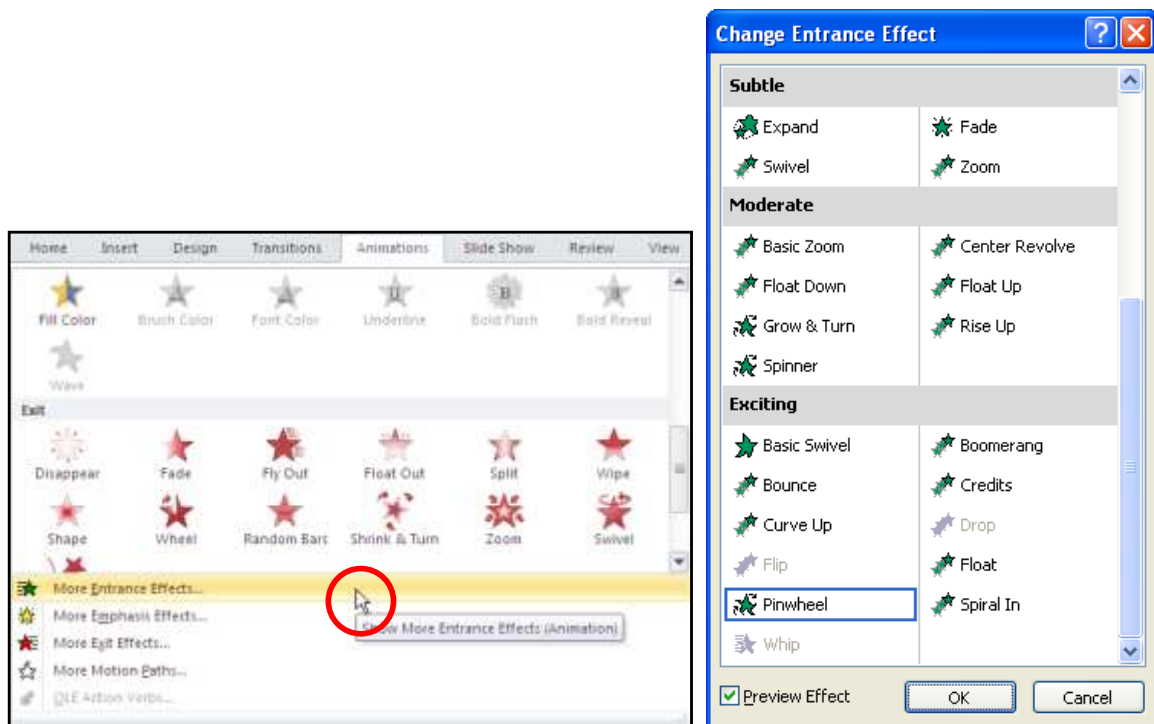 Home Insert Design Transitions Animations Slide Show Review View
Fill Color Brush Color Font Color Underline Bold Flash Bold Reveal
Wave
Exit
Disappear Fade Fly Out Float Out Split Wipe
Shape Wheel Random Bars Shrink & Turn Zoom Swivel
More Entrance Effects...
More Emphasis Effects...
Show More Entrance Effects (Animation)
More Exit Effects...
More Motion Paths...
OLE Action Verbs...
Change Entrance Effect
Subtle
Expand Fade
Swivel Zoom
Moderate
Basic Zoom Center Revolve
Float Down Float Up
Grow & Turn Rise Up
Spinner
Exciting
Basic Swivel Boomerang
Bounce Credits
Curve Up Drop
Flip Float
Pinwheel Spiral In
Whip
Preview Effect OK Cancel